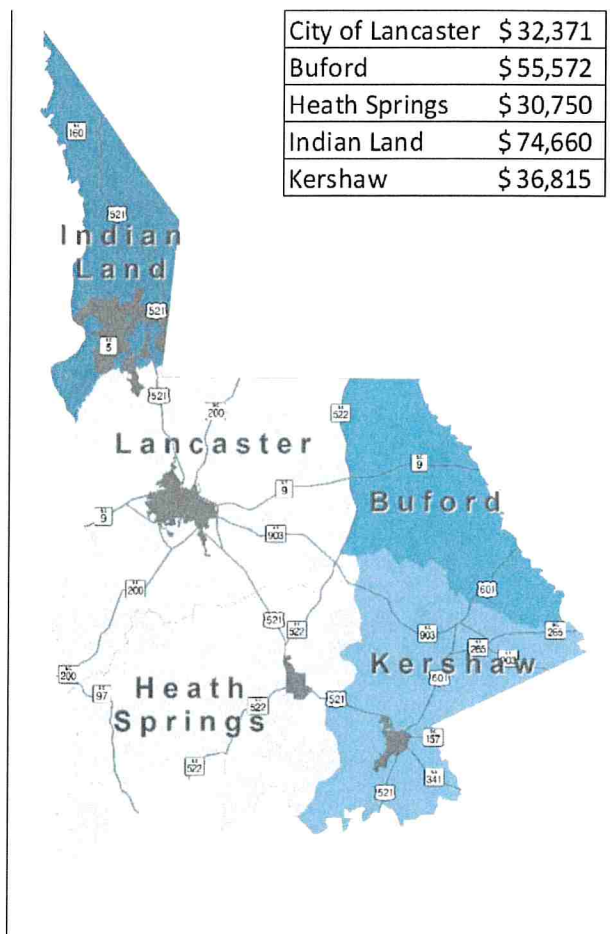 City of Lancaster $ 32,371
Buford $ 55,572
Heath Springs $ 30,750
Indian Land $ 74,660
Kershaw $ 36,815
160
521
Indian
Land
521
5
521
200
522
Lancaster
9
9
Buford
9
903
200
601
521
522
903
265
265
903
Kershaw
200
97
Heath
Springs
601
521
522
157
522
341
521